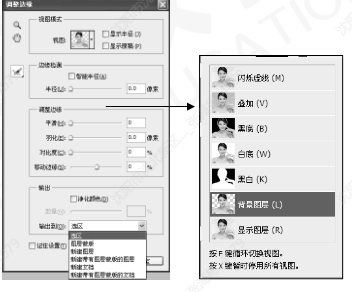 调整边缘
视图模式
视图:
显示半径 (J)
显示原稿 (P)
边缘检测
智能半径(A)
半径(U):
0.0
像素
调整边缘
平滑(H):
0
羽化(E):
0.0
像素
对比度(C):
0
%
移动边缘(S):
0
%
输出
净化颜色(D)
数量(T):
%
输出到(O):
选区
选区
图层蒙版
新建图层
新建带有图层蒙版的图层
新建文档
新建带有图层蒙版的文档
记住设置(T)
闪烁虚线 (M)
叠加 (V)
黑底 (B)
白底 (W)
黑白 (K)
背景图层 (L)
显示图层 (R)
按 F 键循环切换视图。
按 X 键暂时停用所有视图。